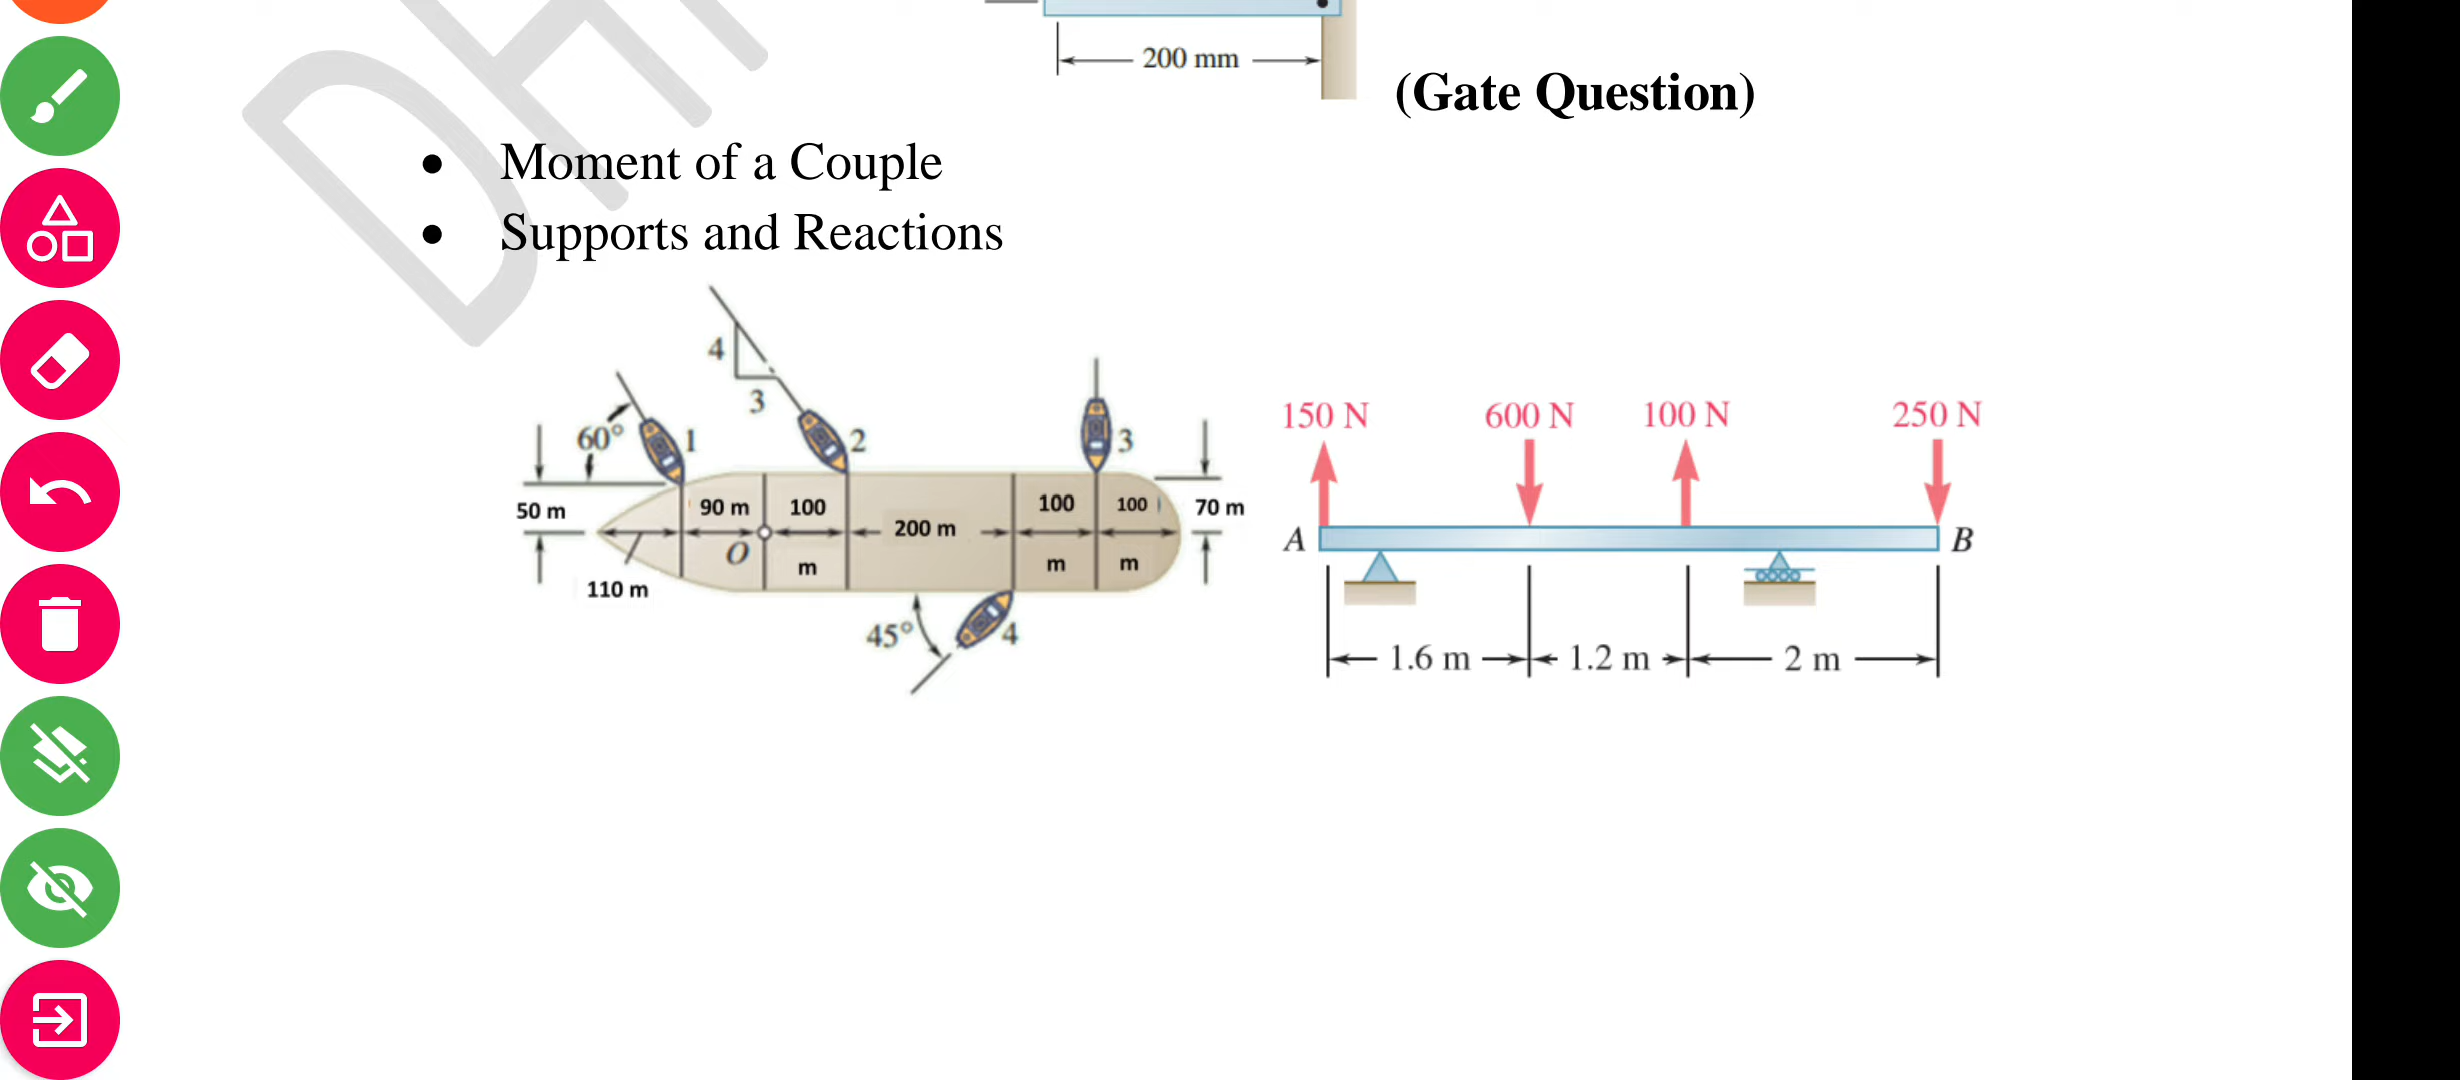 200 mm
(Gate Question)
• Moment of a Couple
• Supports and Reactions
4
3
60°
1
2
3
50 m
90 m
100
m
200 m
100
m
100
m
70 m
O
110 m
45°
4
150 N
600 N
100 N
250 N
A
B
1.6 m
1.2 m
2 m